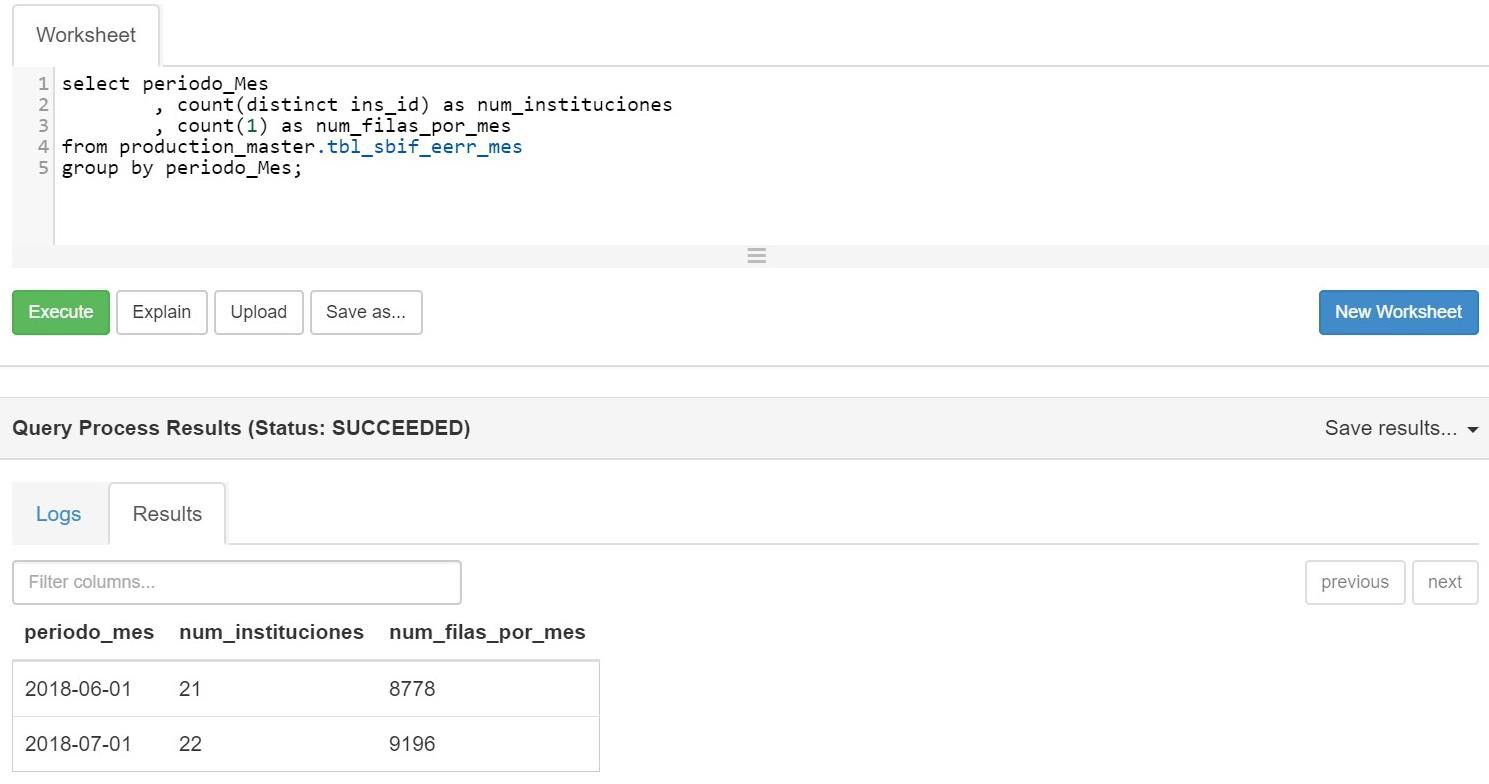 Worksheet
1 select periodo_Mes
2 , count(distinct ins_id) as num_instituciones
3 , count(1) as num_filas_por_mes
4 from production_master.tbl_sbif_eerr_mes
5 group by periodo_Mes;
Execute Explain Upload Save as... New Worksheet
Query Process Results (Status: SUCCEEDED) Save results...
Logs Results
Filter columns... previous next
periodo_mes num_instituciones num_filas_por_mes
2018-06-01 21 8778
2018-07-01 22 9196